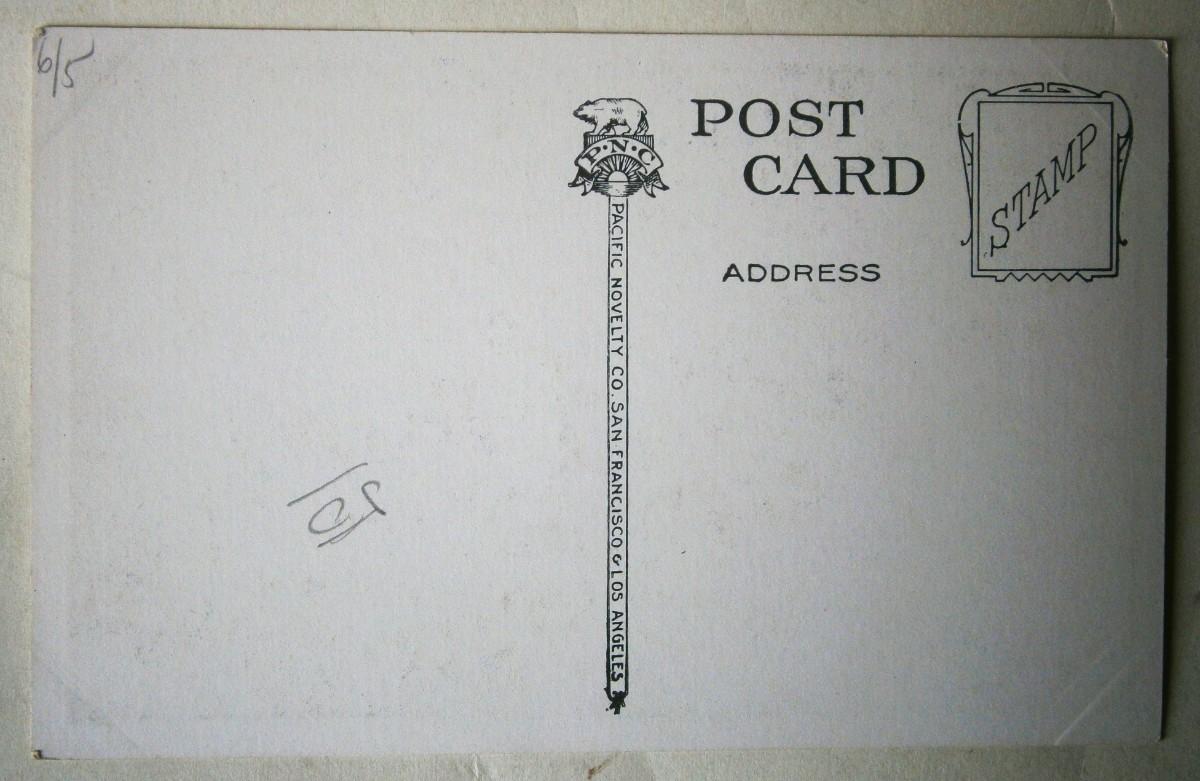 6/5
POST
CARD
STAMP
P·N·C
ADDRESS
PACIFIC NOVELTY CO. SAN FRANCISCO & LOS ANGELES